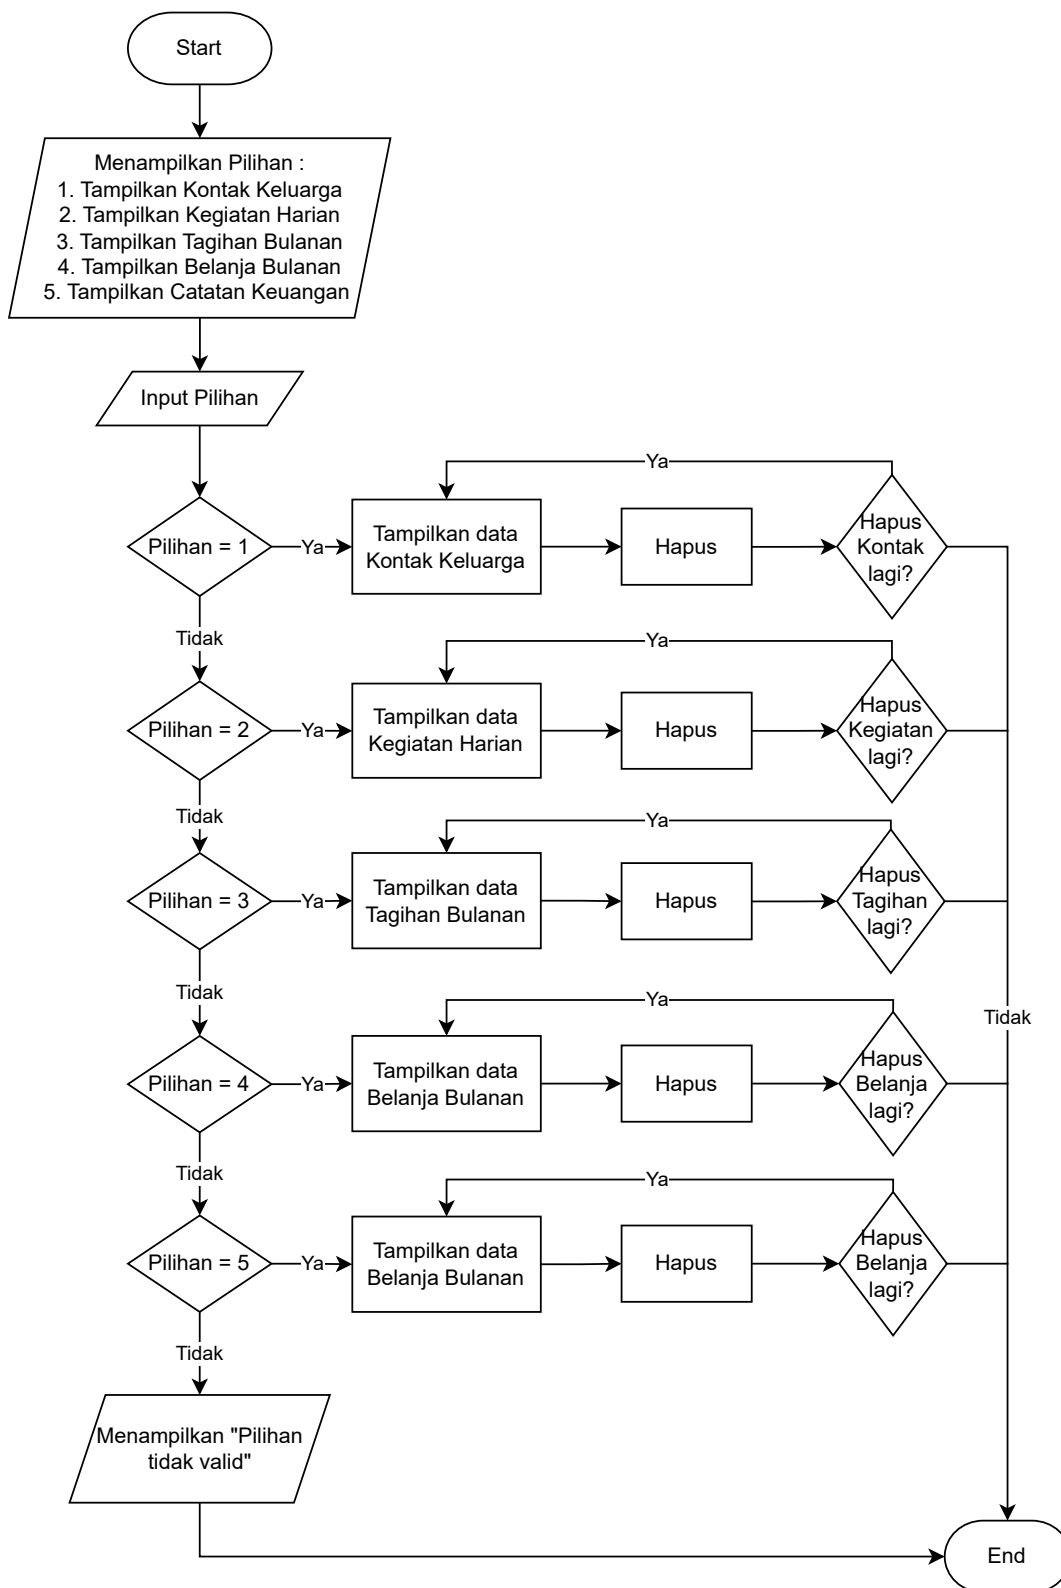 Start
Menampilkan Pilihan :
1. Tampilkan Kontak Keluarga
2. Tampilkan Kegiatan Harian
3. Tampilkan Tagihan Bulanan
4. Tampilkan Belanja Bulanan
5. Tampilkan Catatan Keuangan
Input Pilihan
Ya
Pilihan = 1
Ya
Tampilkan data
Kontak Keluarga
Hapus
Hapus
Kontak
lagi?
Tidak
Ya
Pilihan = 2
Ya
Tampilkan data
Kegiatan Harian
Hapus
Hapus
Kegiatan
lagi?
Tidak
Ya
Pilihan = 3
Ya
Tampilkan data
Tagihan Bulanan
Hapus
Hapus
Tagihan
lagi?
Tidak
Ya
Tidak
Pilihan = 4
Ya
Tampilkan data
Belanja Bulanan
Hapus
Hapus
Belanja
lagi?
Tidak
Ya
Pilihan = 5
Ya
Tampilkan data
Belanja Bulanan
Hapus
Hapus
Belanja
lagi?
Tidak
Menampilkan "Pilihan
tidak valid"
End